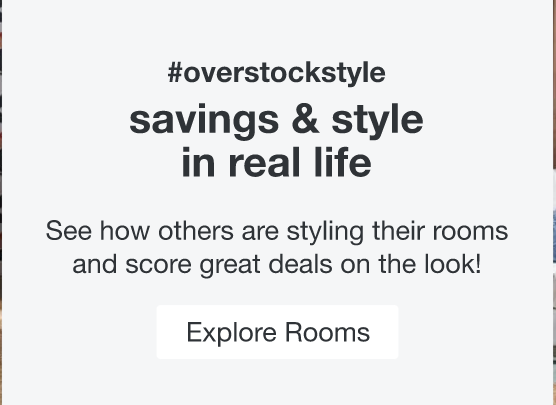 #overstockstyle
savings & style
in real life
See how others are styling their rooms
and score great deals on the look!
Explore Rooms